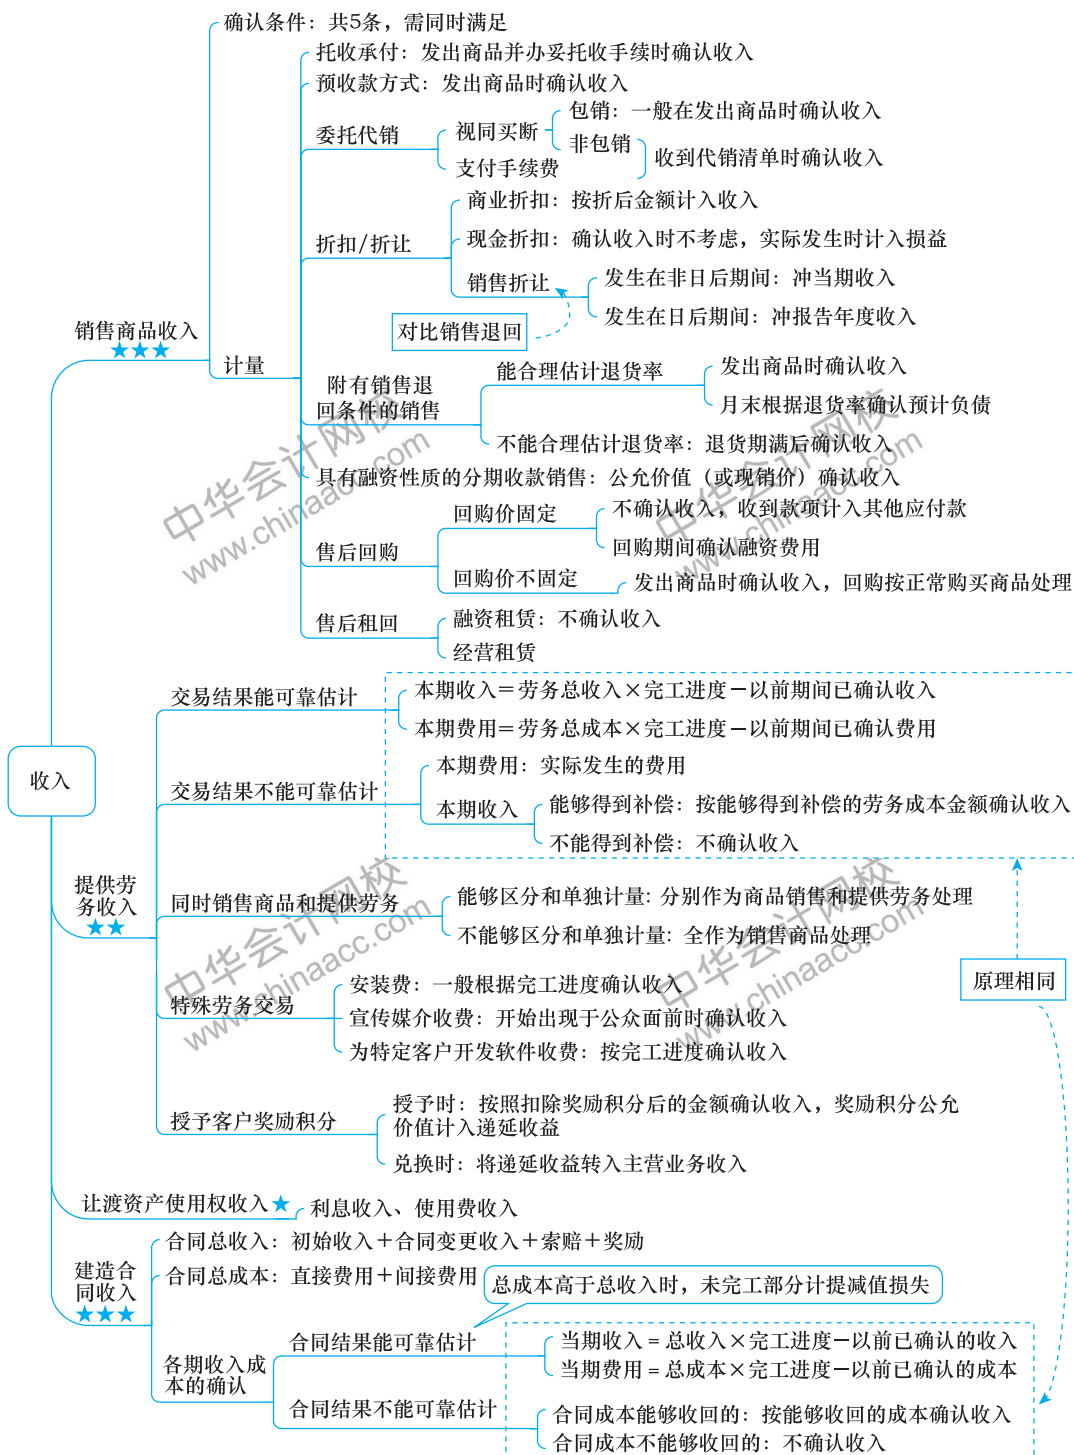 确认条件：共5条，需同时满足
托收承付：发出商品并办妥托收手续时确认收入
预收款方式：发出商品时确认收入
包销：一般在发出商品时确认收入
委托代销
视同买断
非包销
收到代销清单时确认收入
支付手续费
商业折扣：按折后金额计入收入
折扣/折让
现金折扣：确认收入时不考虑，实际发生时计入损益
销售折让
发生在非日后期间：冲当期收入
发生在日后期间：冲报告年度收入
对比销售退回
销售商品收入
★★★
计量
能合理估计退货率
发出商品时确认收入
附有销售退
回条件的销售
月末根据退货率确认预计负债
不能合理估计退货率：退货期满后确认收入
具有融资性质的分期收款销售：公允价值（或现销价）确认收入
回购价固定
不确认收入，收到款项计入其他应付款
回购期间确认融资费用
售后回购
回购价不固定
发出商品时确认收入，回购按正常购买商品处理
售后租回
融资租赁：不确认收入
经营租赁
交易结果能可靠估计
本期收入＝劳务总收入×完工进度－以前期间已确认收入
本期费用＝劳务总成本×完工进度－以前期间已确认费用
收入
交易结果不能可靠估计
本期费用：实际发生的费用
本期收入
能够得到补偿：按能够得到补偿的劳务成本金额确认收入
不能得到补偿：不确认收入
提供劳
务收入
★★
同时销售商品和提供劳务
能够区分和单独计量：分别作为商品销售和提供劳务处理
不能够区分和单独计量：全作为销售商品处理
原理相同
特殊劳务交易
安装费：一般根据完工进度确认收入
宣传媒介收费：开始出现于公众面前时确认收入
为特定客户开发软件收费：按完工进度确认收入
授予客户奖励积分
授予时：按照扣除奖励积分后的金额确认收入，奖励积分公允
价值计入递延收益
兑换时：将递延收益转入主营业务收入
让渡资产使用权收入★
利息收入、使用费收入
建造合
同收入
★★★
合同总收入：初始收入＋合同变更收入＋索赔＋奖励
合同总成本：直接费用＋间接费用
总成本高于总收入时，未完工部分计提减值损失
各期收入成
本的确认
合同结果能可靠估计
当期收入＝总收入×完工进度－以前已确认的收入
当期费用＝总成本×完工进度－以前已确认的成本
合同结果不能可靠估计
合同成本能够收回的：按能够收回的成本确认收入
合同成本不能够收回的：不确认收入
中华会计网校
www.chinaacc.com
中华会计网校
www.chinaacc.com
中华会计网校
www.chinaacc.com
中华会计网校
www.chinaacc.com